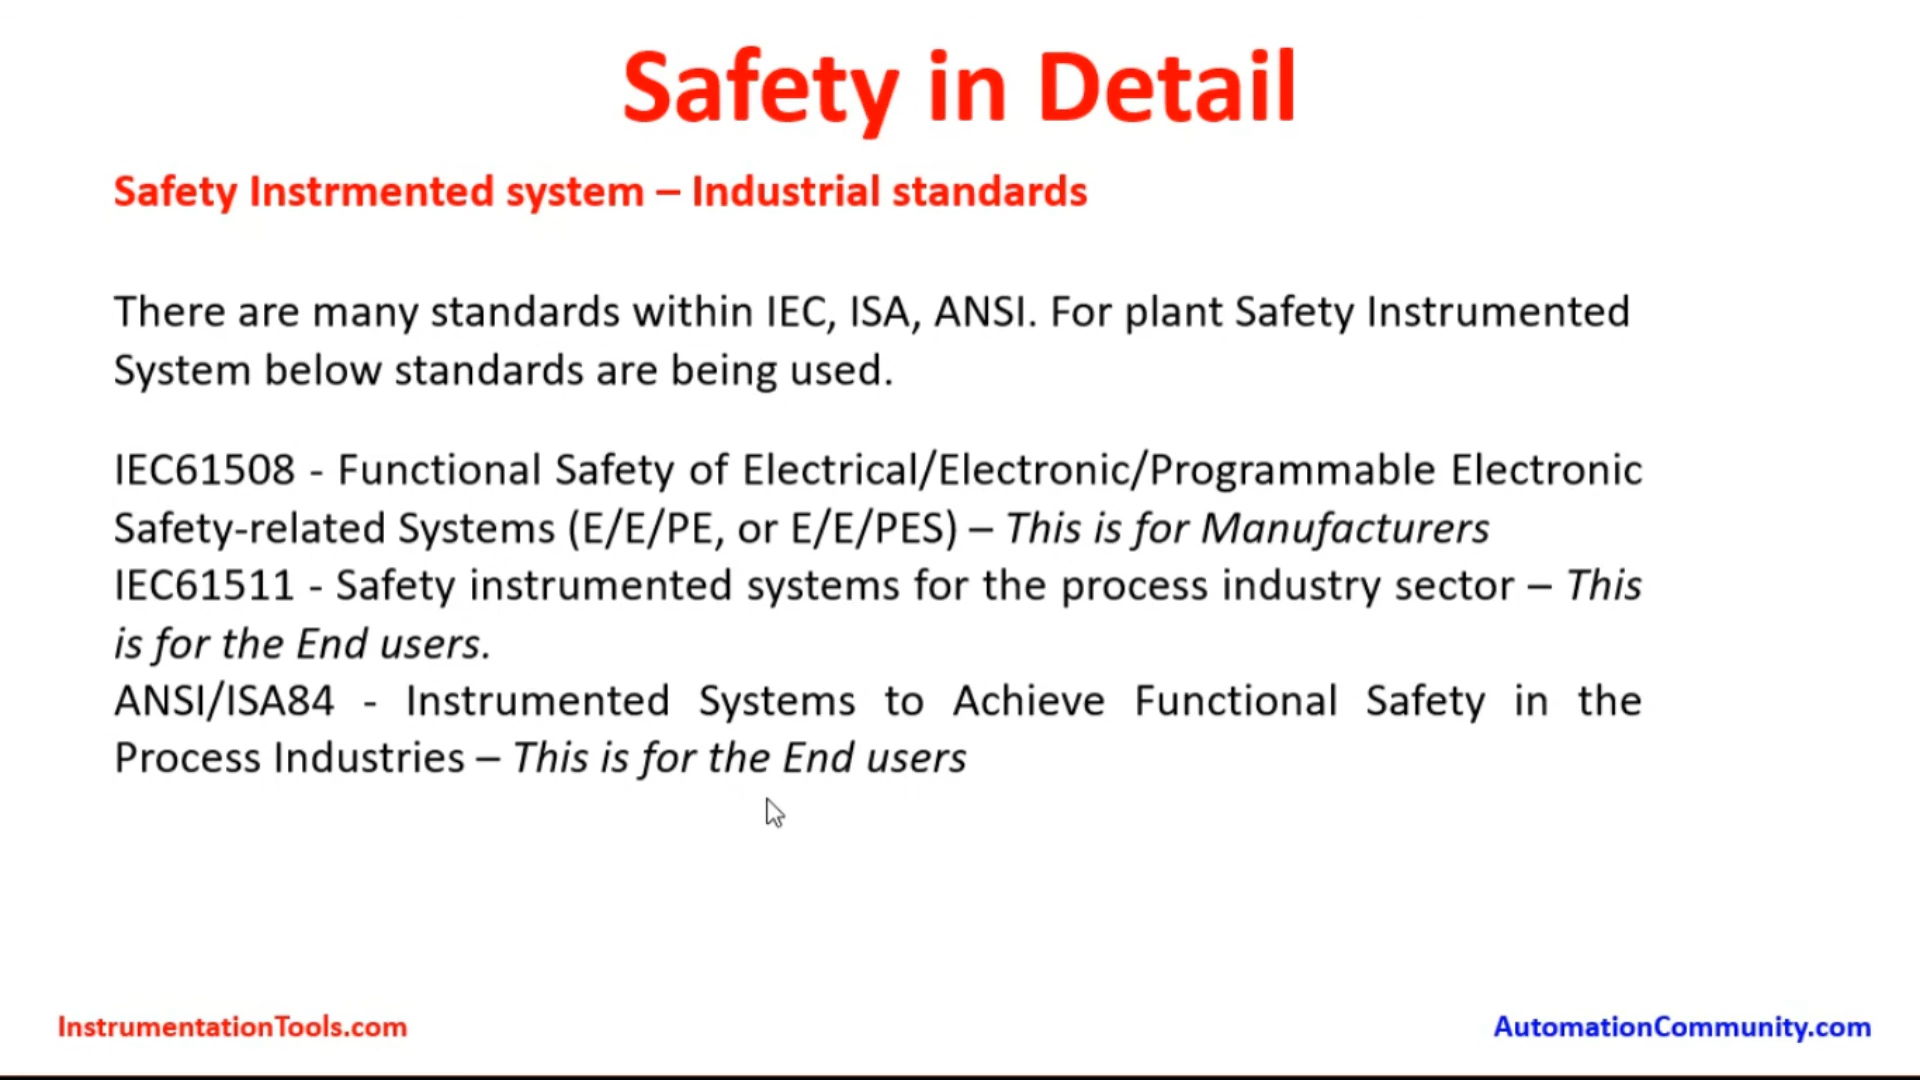 Safety in Detail
Safety Instrmented system – Industrial standards
There are many standards within IEC, ISA, ANSI. For plant Safety Instrumented
System below standards are being used.
IEC61508 - Functional Safety of Electrical/Electronic/Programmable Electronic
Safety-related Systems (E/E/PE, or E/E/PES) – This is for Manufacturers
IEC61511 - Safety instrumented systems for the process industry sector – This
is for the End users.
ANSI/ISA84 - Instrumented Systems to Achieve Functional Safety in the
Process Industries – This is for the End users
InstrumentationTools.com
AutomationCommunity.com